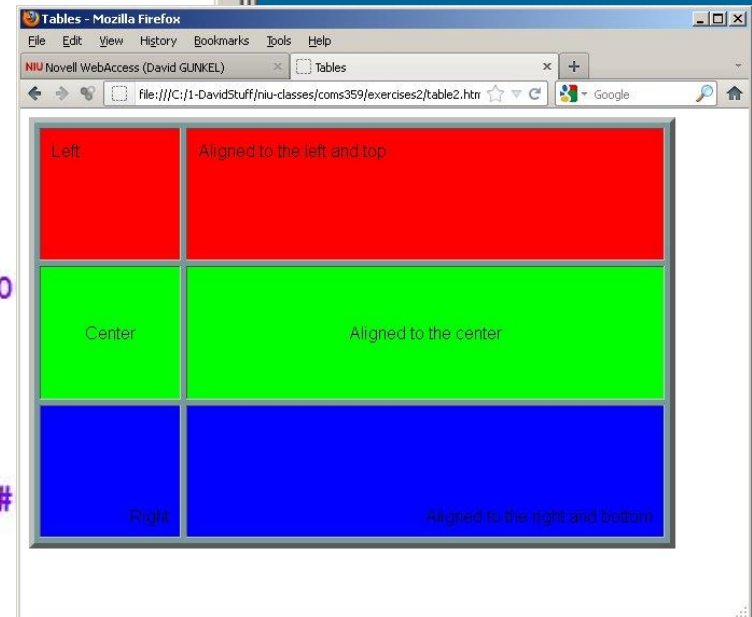 Tables - Mozilla Firefox
File Edit View History Bookmarks Tools Help
NIU Novell WebAccess (David GUNKEL) Tables
file:///C:/1-DavidStuff/niu-classes/coms359/exercises2/table2.htm Google
Left Aligned to the left and top
Center Aligned to the center
Right Aligned to the right and bottom
#